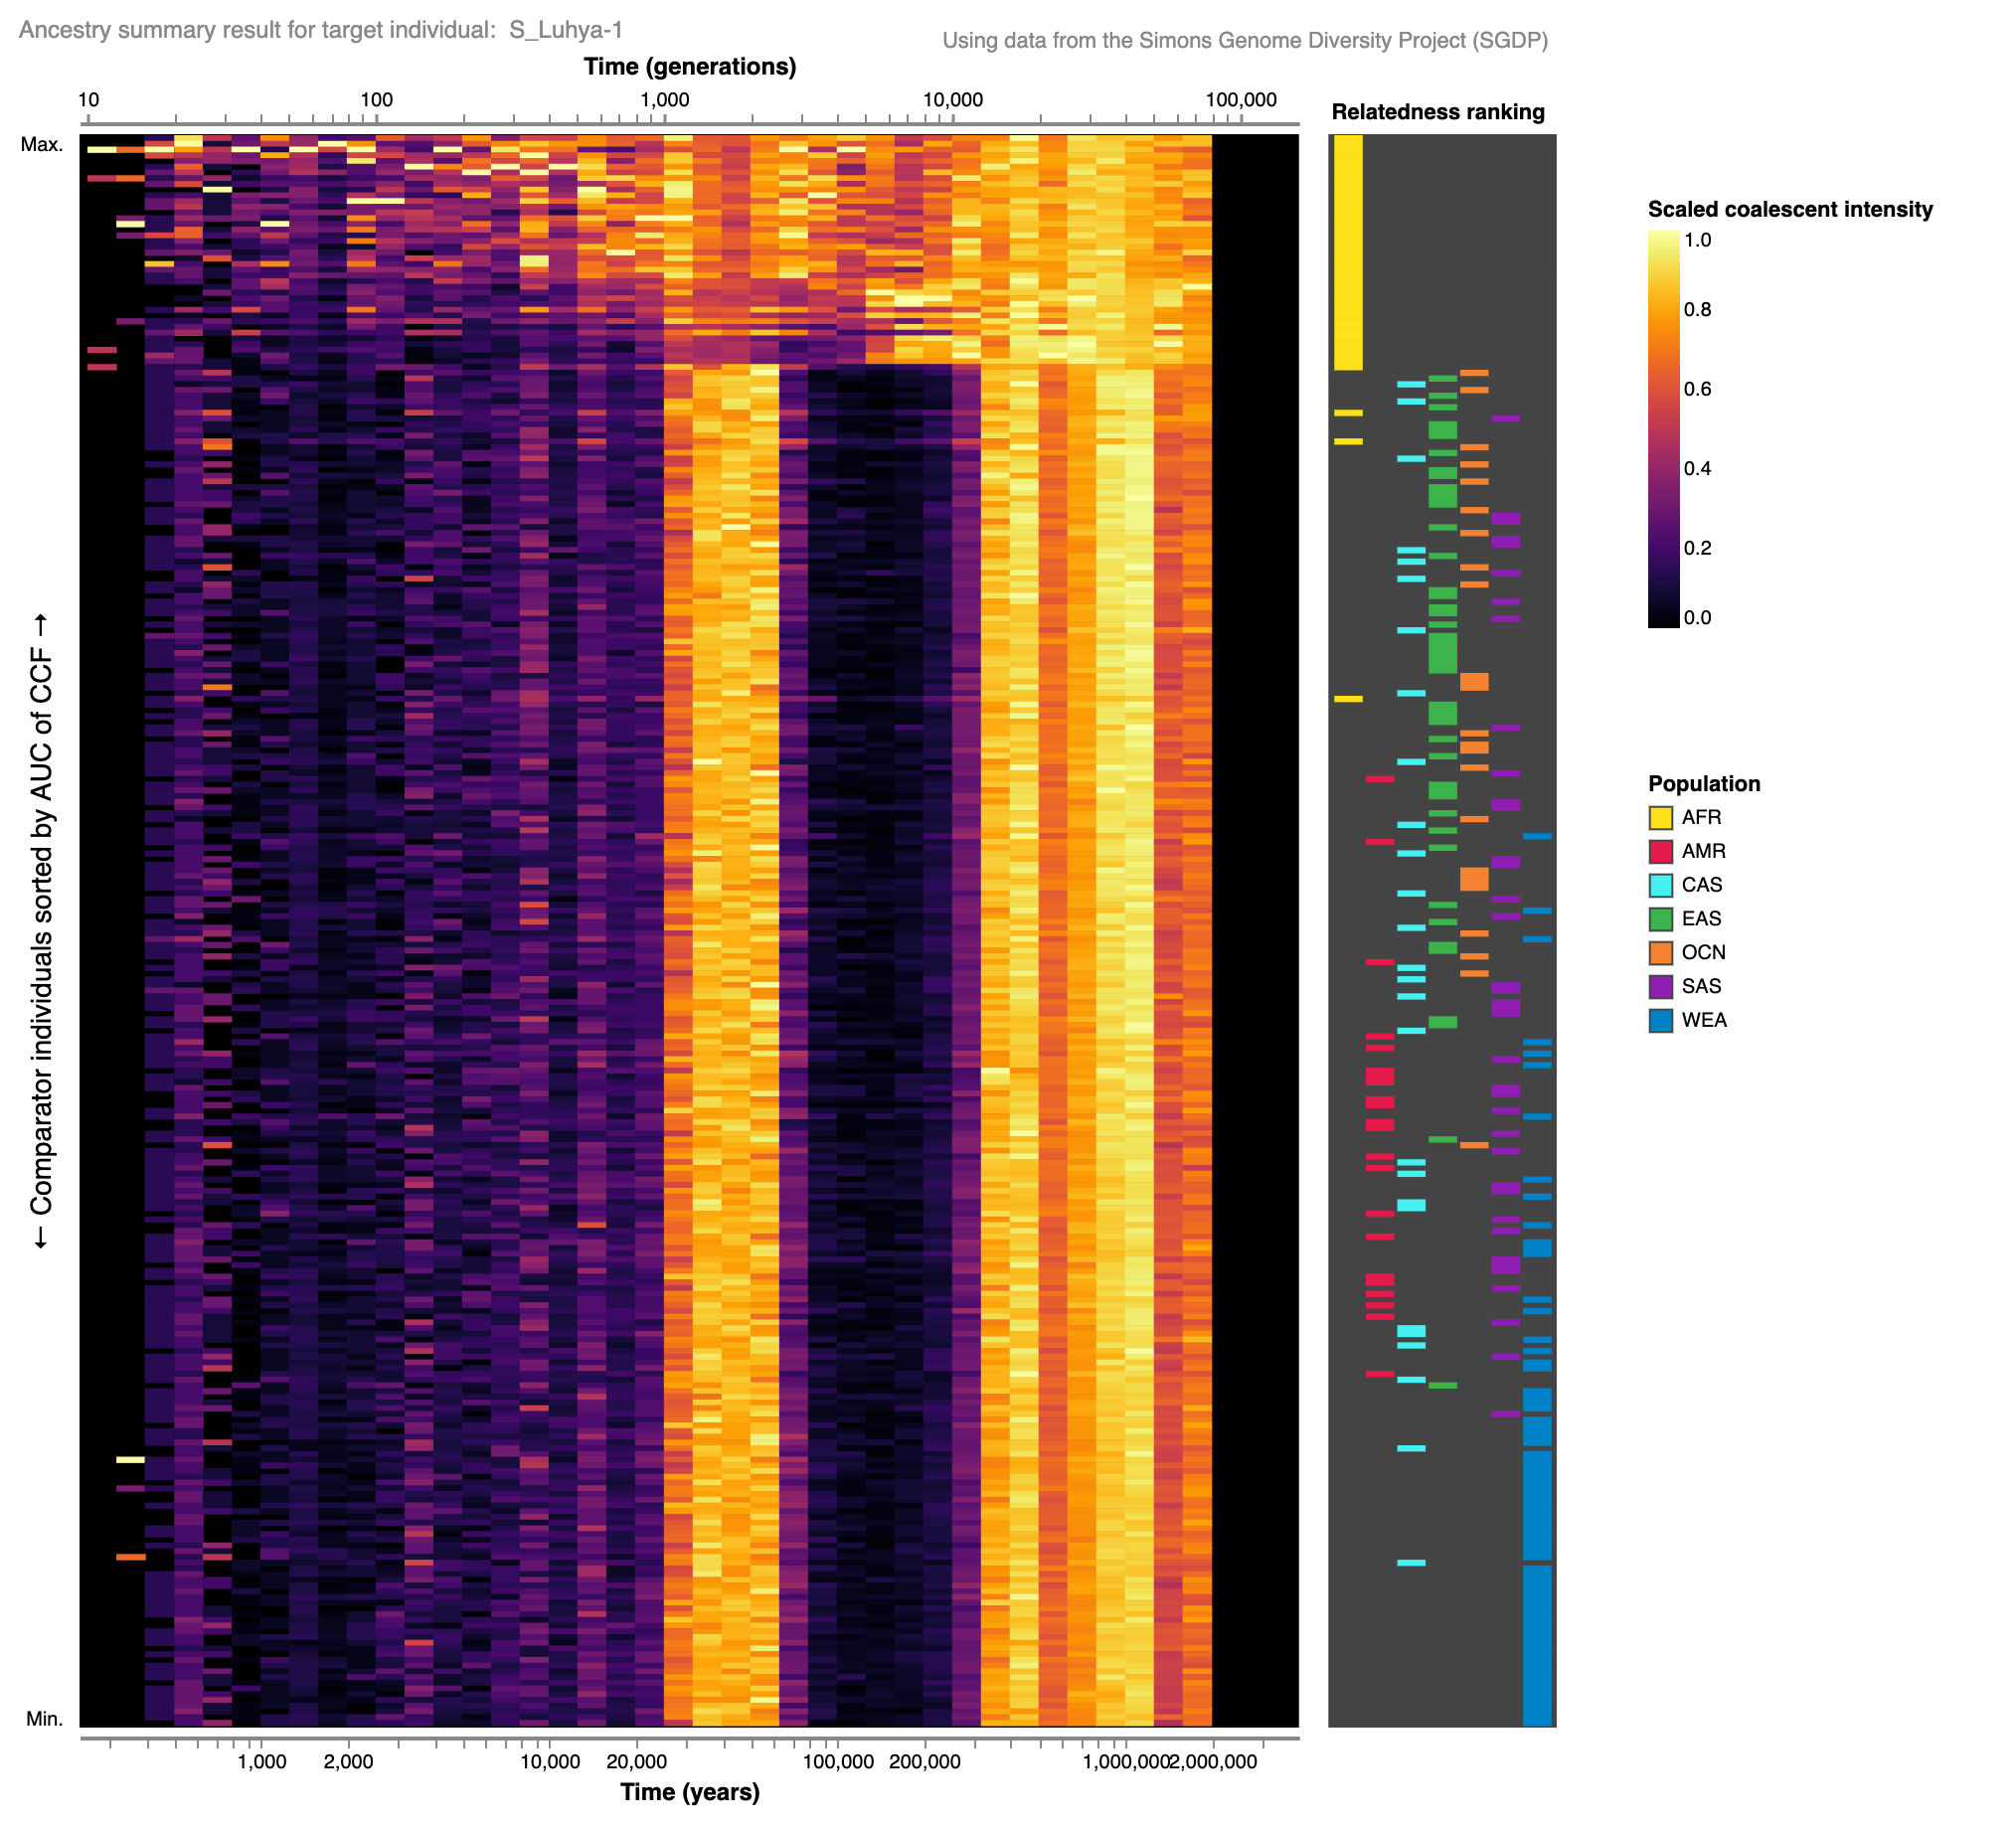 Ancestry summary result for target individual: S_Luhya-1
Using data from the Simons Genome Diversity Project (SGDP)
Time (generations)
10 100 1,000 10,000 100,000
Relatedness ranking
Max.
← Comparator individuals sorted by AUC of CCF →
Min.
1,000 2,000 10,000 20,000 100,000 200,000 1,000,000 2,000,000
Time (years)
Scaled coalescent intensity
1.0
0.8
0.6
0.4
0.2
0.0
Population
AFR
AMR
CAS
EAS
OCN
SAS
WEA